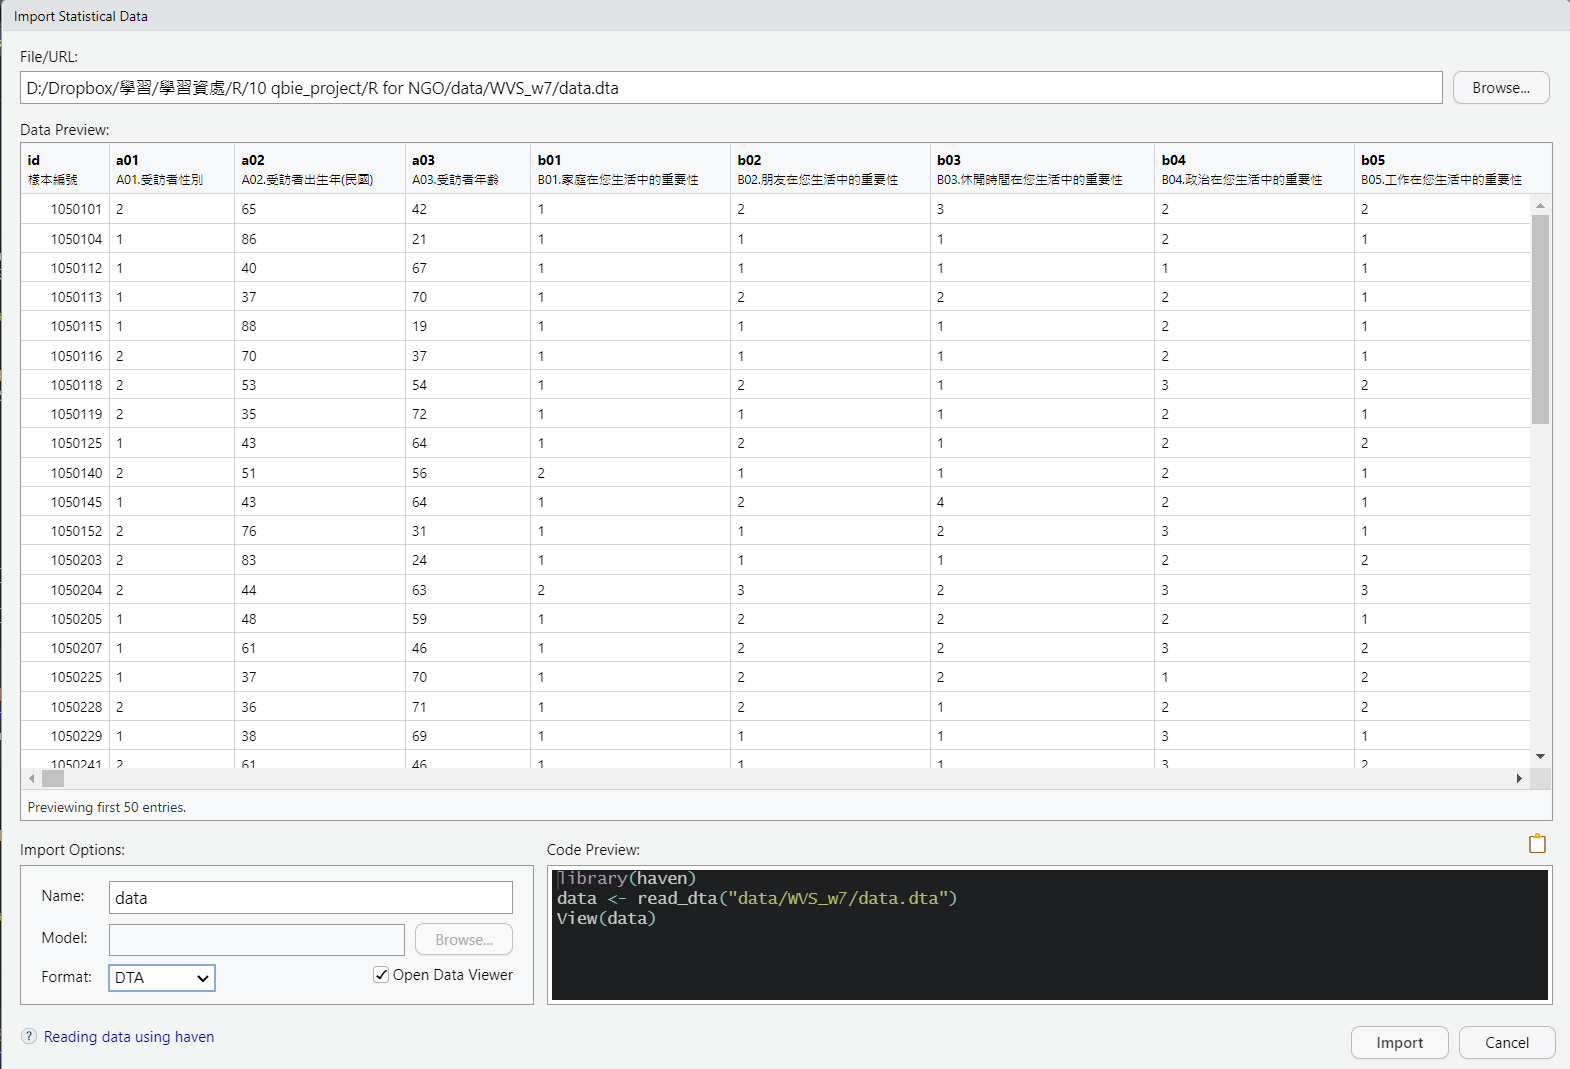 Import Statistical Data
File/URL:
D:/Dropbox/學習/學習資處/R/10 qbie_project/R for NGO/data/WVS_w7/data.dta
Browse...
Data Preview:
id a01 a02 a03 b01 b02 b03 b04 b05
樣本編號 A01.受訪者性別 A02.受訪者出生年(民國) A03.受訪者年齡 B01.家庭在您生活中的重要性 B02.朋友在您生活中的重要性 B03.休閒時間在您生活中的重要性 B04.政治在您生活中的重要性 B05.工作在您生活中的重要性
1050101 2 65 42 1 2 3 2 2
1050104 1 86 21 1 1 1 2 1
1050112 1 40 67 1 1 1 1 1
1050113 1 37 70 1 2 2 2 1
1050115 1 88 19 1 1 1 2 1
1050116 2 70 37 1 1 1 2 1
1050118 2 53 54 1 2 1 3 2
1050119 2 35 72 1 1 1 2 1
1050125 1 43 64 1 2 1 2 2
1050140 2 51 56 2 1 1 2 1
1050145 1 43 64 1 2 4 2 1
1050152 2 76 31 1 1 2 3 1
1050203 2 83 24 1 1 1 2 2
1050204 2 44 63 2 3 2 3 3
1050205 1 48 59 1 2 2 2 1
1050207 1 61 46 1 2 2 3 2
1050225 1 37 70 1 2 2 1 2
1050228 2 36 71 1 2 1 2 2
1050229 1 38 69 1 1 1 3 1
1050241 2 61 46 1 1 1 3 2
Previewing first 50 entries.
Import Options:
Name: data
Model: Browse...
Format: DTA Open Data Viewer
Code Preview:
library(haven)
data <- read_dta("data/WVS_w7/data.dta")
View(data)
? Reading data using haven
Import Cancel